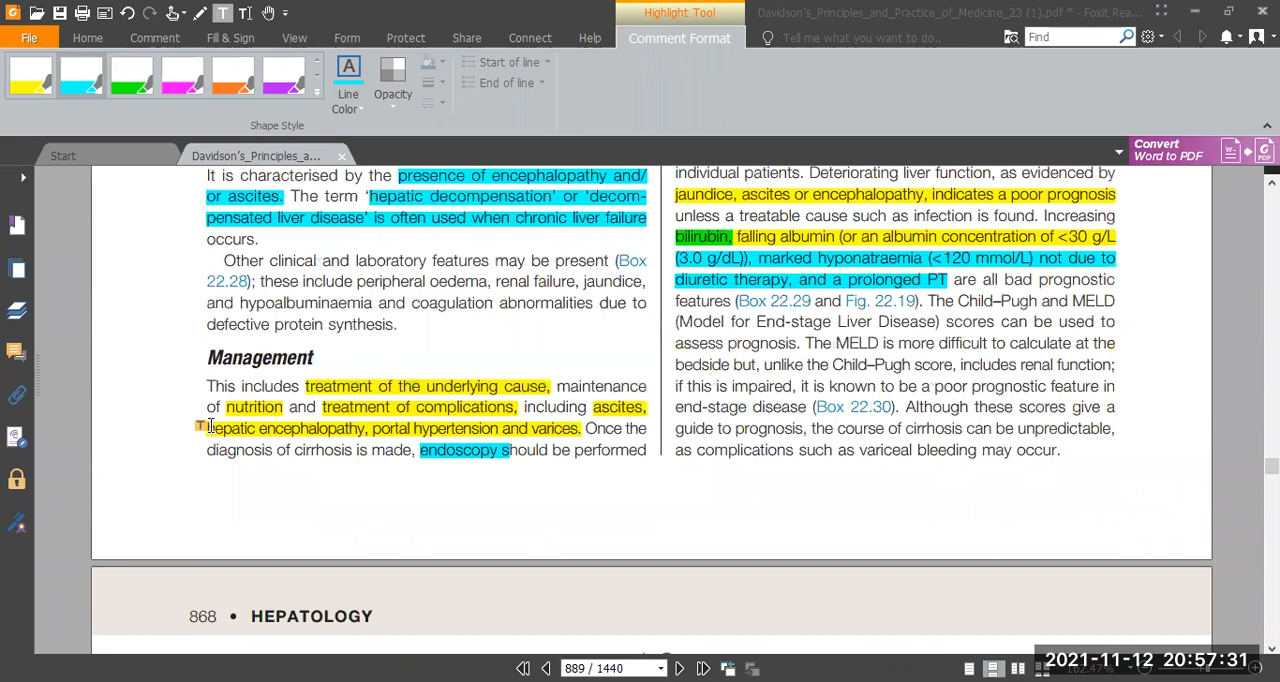 Highlight Tool
Davidson's_Principles_and_Practice_of_Medicine_23 (1).pdf * - Foxit Rea...
File
Home
Comment
Fill & Sign
View
Form
Protect
Share
Connect
Help
Comment Format
Tell me what you want to do..
Find
Line
Color
Opacity
Start of line
End of line
Shape Style
Start
Davidson's_Principles_a...
Convert
Word to PDF
It is characterised by the presence of encephalopathy and/
or ascites. The term 'hepatic decompensation' or 'decom-
pensated liver disease' is often used when chronic liver failure
occurs.
Other clinical and laboratory features may be present (Box
22.28); these include peripheral oedema, renal failure, jaundice,
and hypoalbuminaemia and coagulation abnormalities due to
defective protein synthesis.
Management
This includes treatment of the underlying cause, maintenance
of nutrition and treatment of complications, including ascites,
hepatic encephalopathy, portal hypertension and varices. Once the
diagnosis of cirrhosis is made, endoscopy should be performed
individual patients. Deteriorating liver function, as evidenced by
jaundice, ascites or encephalopathy, indicates a poor prognosis
unless a treatable cause such as infection is found. Increasing
bilirubin, falling albumin (or an albumin concentration of <30 g/L
(3.0 g/dL)), marked hyponatraemia (<120 mmol/L) not due to
diuretic therapy, and a prolonged PT are all bad prognostic
features (Box 22.29 and Fig. 22.19). The Child–Pugh and MELD
(Model for End-stage Liver Disease) scores can be used to
assess prognosis. The MELD is more difficult to calculate at the
bedside but, unlike the Child–Pugh score, includes renal function;
if this is impaired, it is known to be a poor prognostic feature in
end-stage disease (Box 22.30). Although these scores give a
guide to prognosis, the course of cirrhosis can be unpredictable,
as complications such as variceal bleeding may occur.
868 • HEPATOLOGY
889 / 1440
2021-11-12 20:57:31